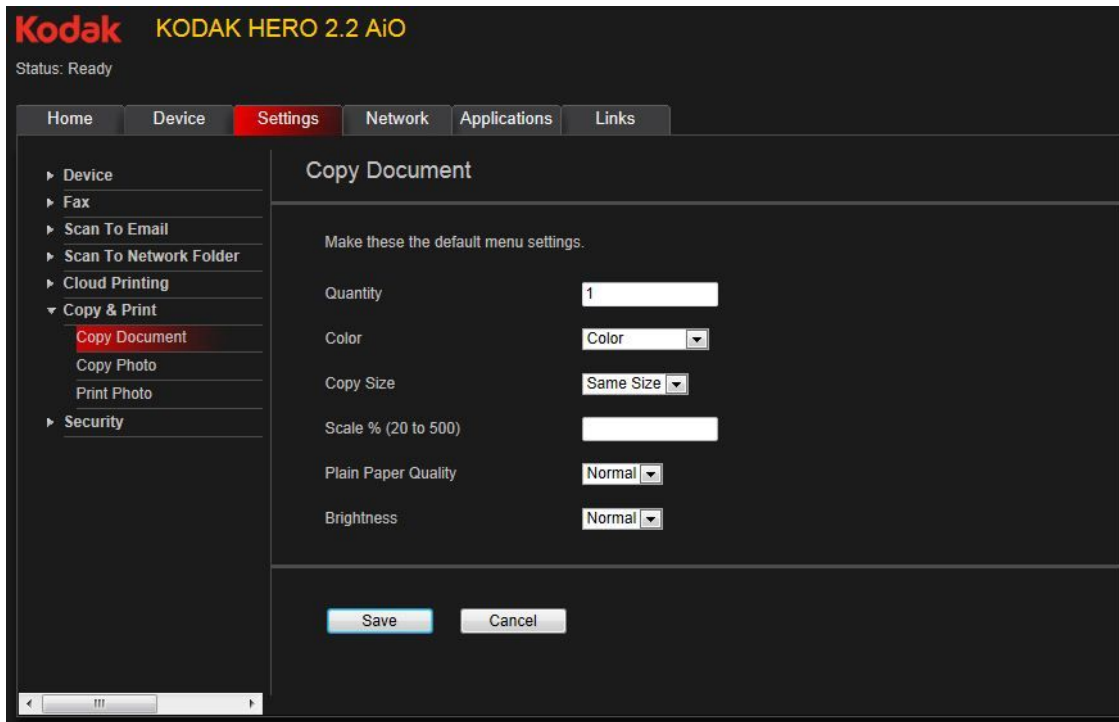 Kodak KODAK HERO 2.2 AiO
Status: Ready
Home Device Settings Network Applications Links
Device
Fax
Scan To Email
Scan To Network Folder
Cloud Printing
Copy & Print
Copy Document
Copy Photo
Print Photo
Security
Copy Document
Make these the default menu settings.
Quantity 1
Color Color
Copy Size Same Size
Scale % (20 to 500)
Plain Paper Quality Normal
Brightness Normal
Save Cancel